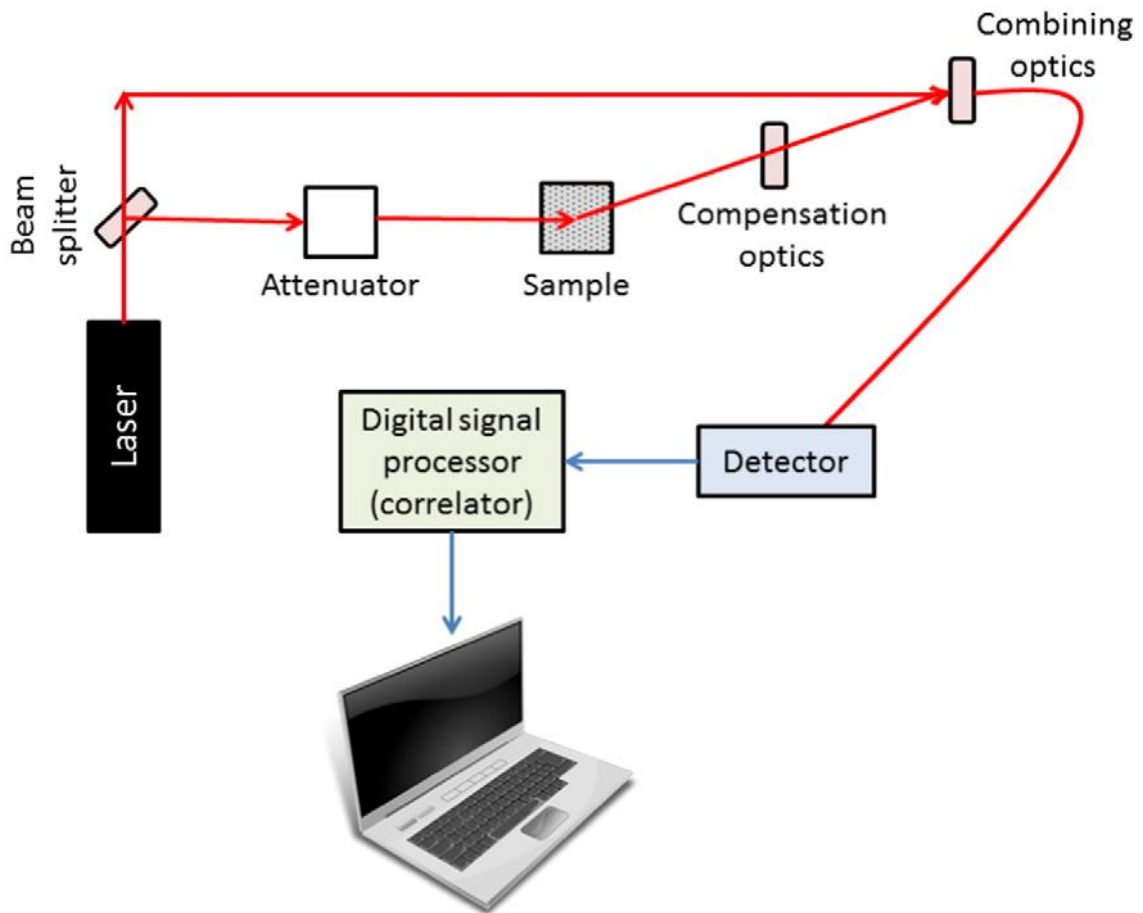 Combining
optics
Beam
splitter
Attenuator
Sample
Compensation
optics
Laser
Digital signal
processor
(correlator)
Detector